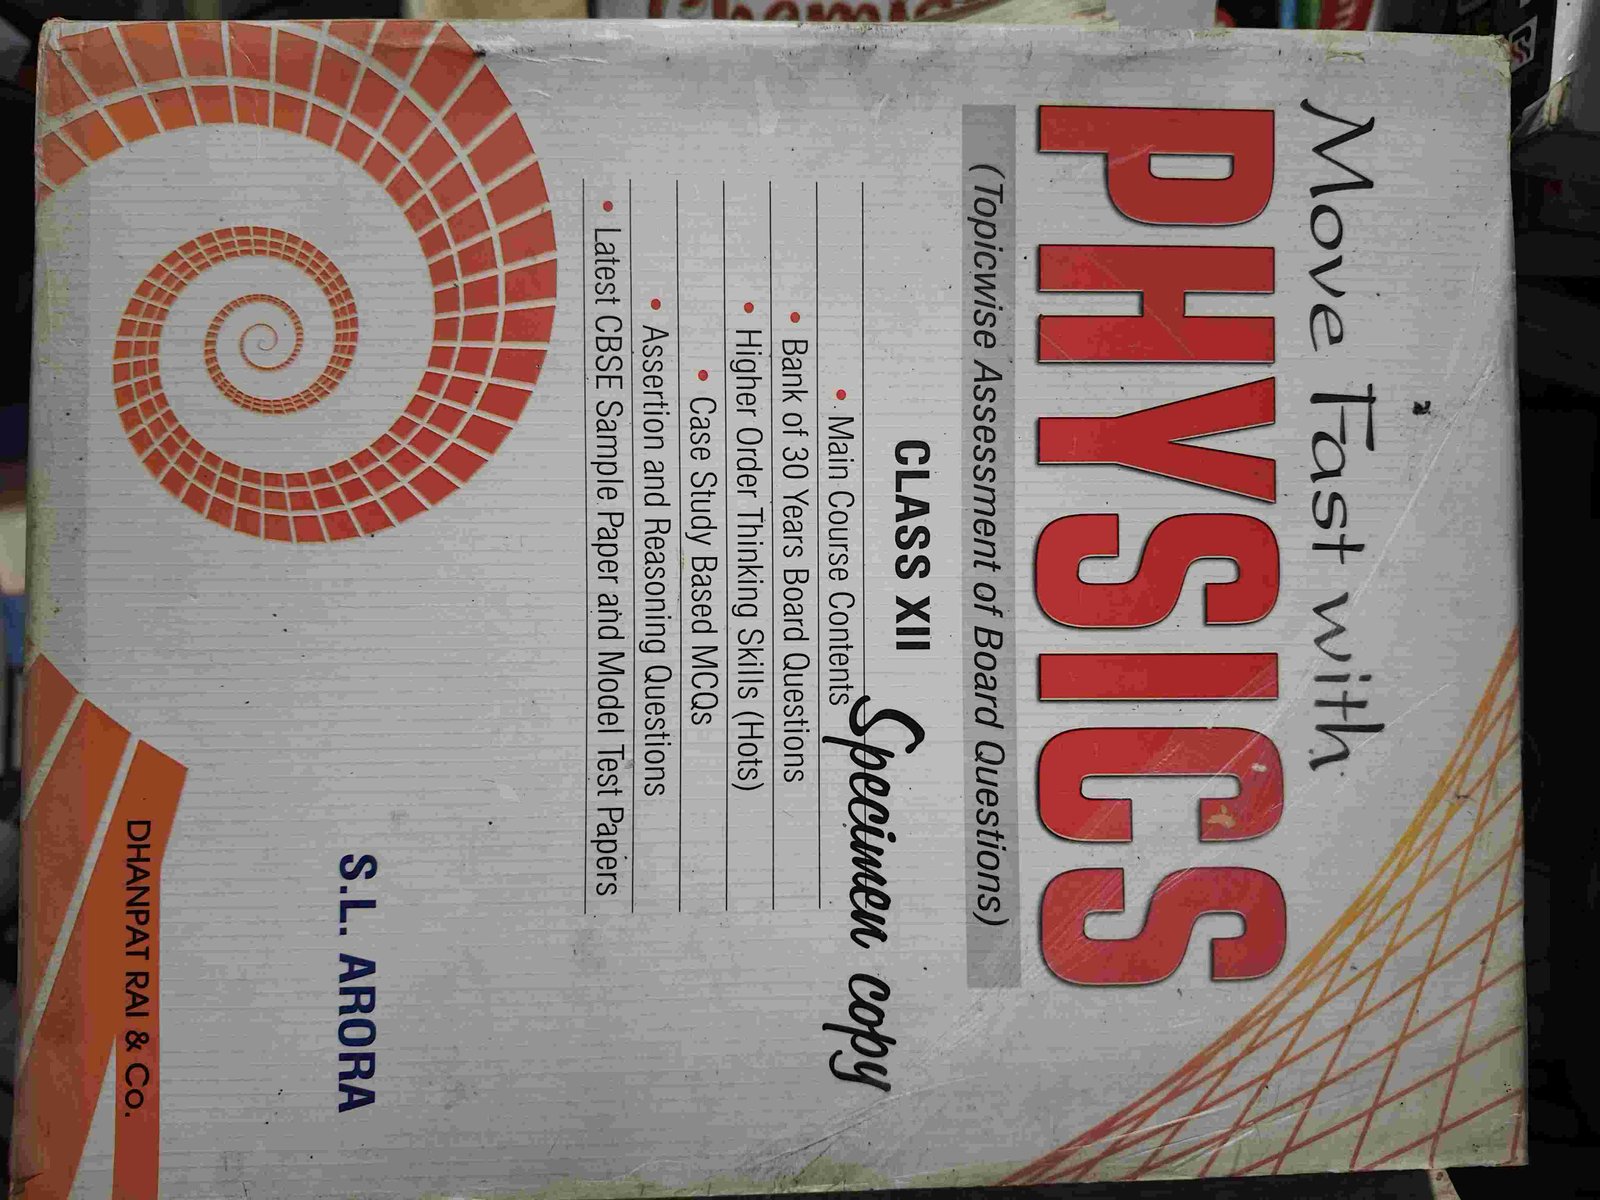 Move Fast with
PHYSICS
(Topicwise Assessment of Board Questions)
CLASS XII
Specimen copy
• Main Course Contents
• Bank of 30 Years Board Questions
• Higher Order Thinking Skills (Hots)
• Case Study Based MCQs
• Assertion and Reasoning Questions
• Latest CBSE Sample Paper and Model Test Papers
S.L. ARORA
DHANPAT RAI & Co.